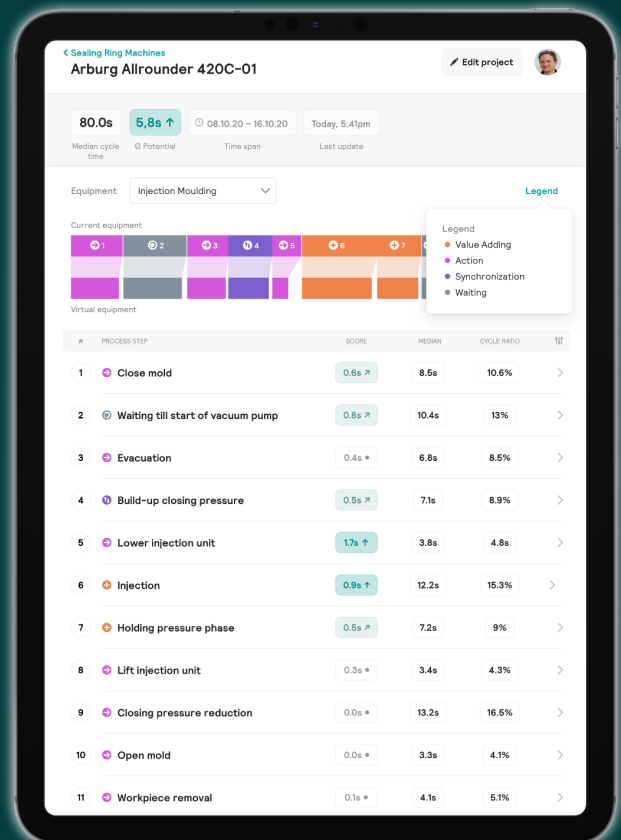 Sealing Ring Machines
Arburg Allrounder 420C-01
Edit project
80.0s
5,8s ↑
08.10.20 – 16.10.20
Today, 5:41pm
Median cycle
time
Ø Potential
Time span
Last update
Equipment
Injection Moulding
Legend
Current equipment
1 2 3 4 5 6 7
Virtual equipment
Legend
Value Adding
Action
Synchronization
Waiting
# PROCESS STEP SCORE MEDIAN CYCLE RATIO
1 Close mold 0.6s 8.5s 10.6%
2 Waiting till start of vacuum pump 0.8s 10.4s 13%
3 Evacuation 0.4s 6.8s 8.5%
4 Build-up closing pressure 0.5s 7.1s 8.9%
5 Lower injection unit 1.7s ↑ 3.8s 4.8s
6 Injection 0.9s ↑ 12.2s 15.3%
7 Holding pressure phase 0.5s 7.2s 9%
8 Lift injection unit 0.3s 3.4s 4.3%
9 Closing pressure reduction 0.0s 13.2s 16.5%
10 Open mold 0.0s 3.3s 4.1%
11 Workpiece removal 0.1s 4.1s 5.1%